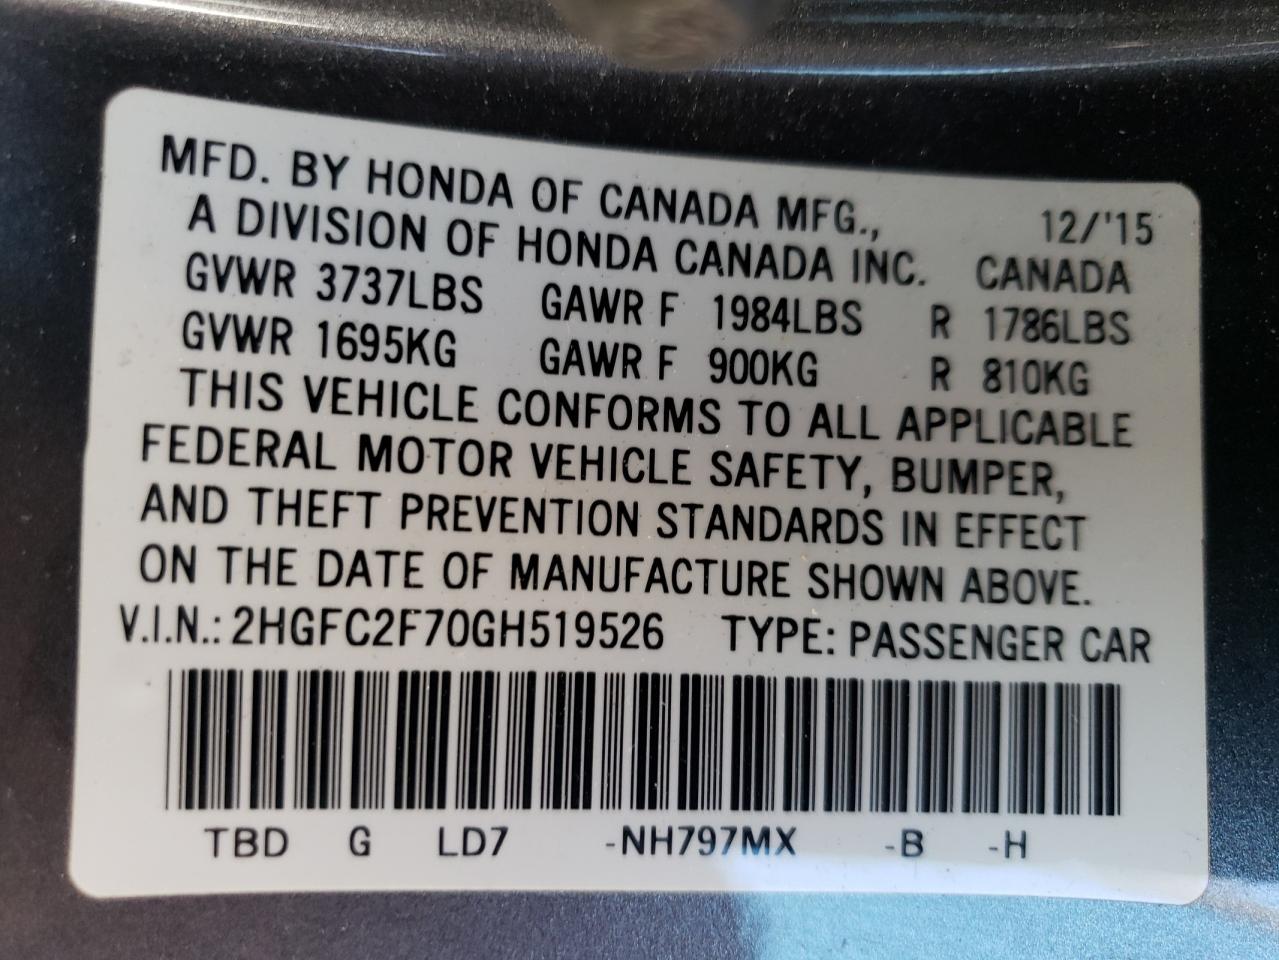 MFD. BY HONDA OF CANADA MFG., 12/'15
A DIVISION OF HONDA CANADA INC. CANADA
GVWR 3737LBS GAWR F 1984LBS R 1786LBS
GVWR 1695KG GAWR F 900KG R 810KG
THIS VEHICLE CONFORMS TO ALL APPLICABLE
FEDERAL MOTOR VEHICLE SAFETY, BUMPER,
AND THEFT PREVENTION STANDARDS IN EFFECT
ON THE DATE OF MANUFACTURE SHOWN ABOVE.
V.I.N.: 2HGFC2F70GH519526 TYPE: PASSENGER CAR
TBD G LD7 -NH797MX -B -H